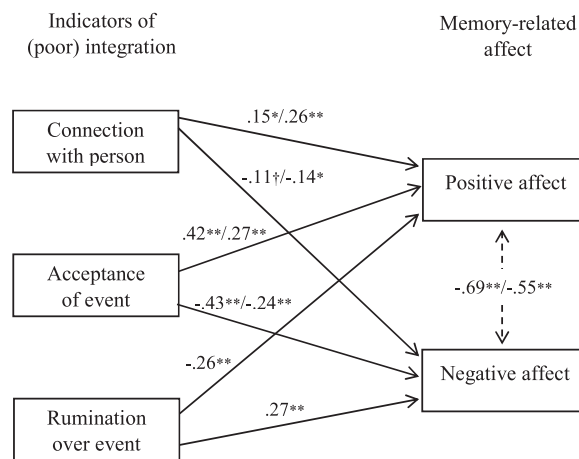 Indicators of
(poor) integration
Memory-related
affect
Connection
with person
.15*/.26**
-.11†/-.14*
Positive affect
.42**/.27**
Acceptance
of event
-.43**/-.24**
-.69**/-.55**
-.26**
Negative affect
Rumination
over event
.27**